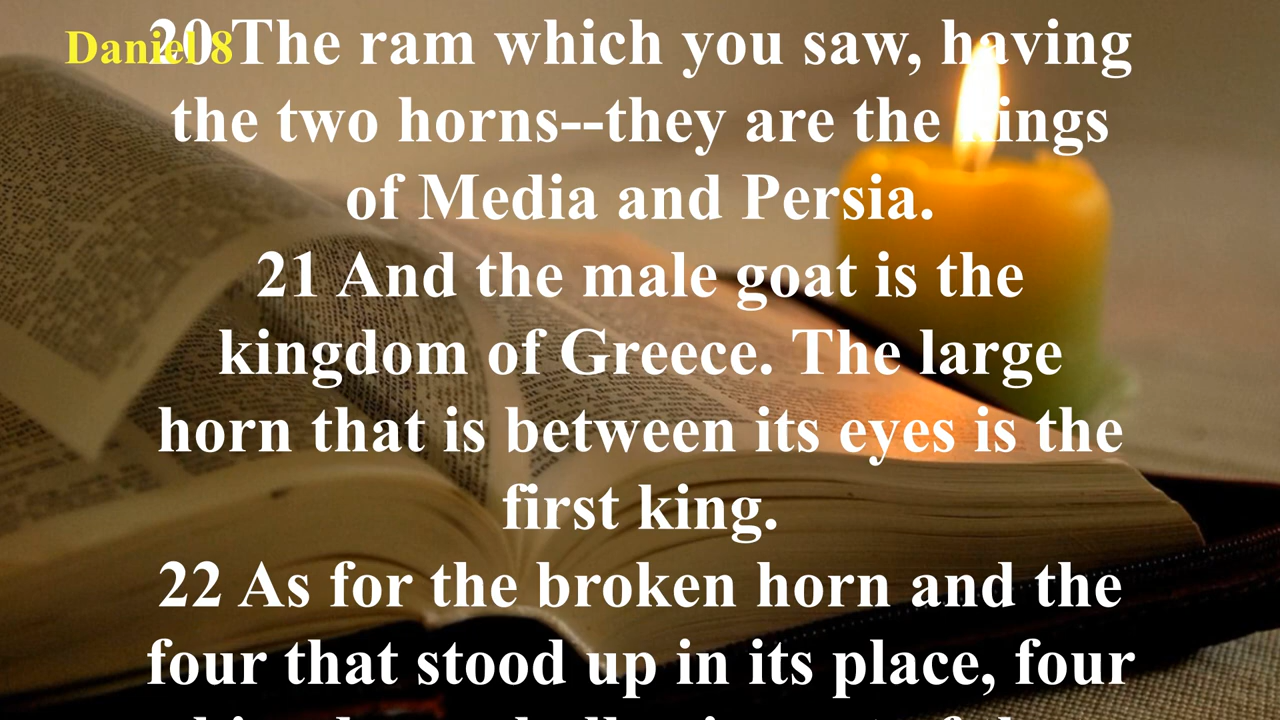 Daniel 8
20 The ram which you saw, having
the two horns--they are the kings
of Media and Persia.
21 And the male goat is the
kingdom of Greece. The large
horn that is between its eyes is the
first king.
22 As for the broken horn and the
four that stood up in its place, four